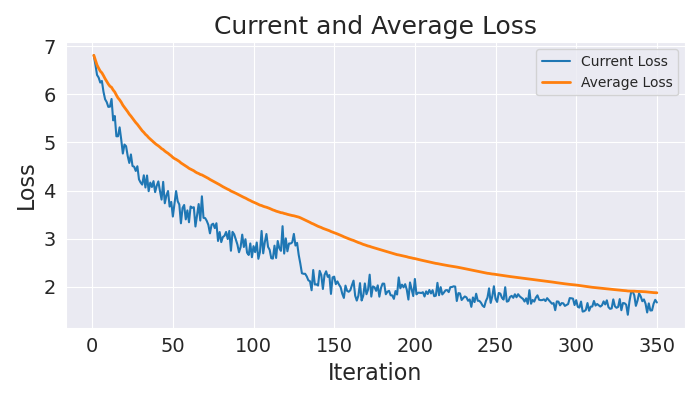 Current and Average Loss
7
6
5
4
3
2
Loss
Current Loss
Average Loss
0 50 100 150 200 250 300 350
Iteration